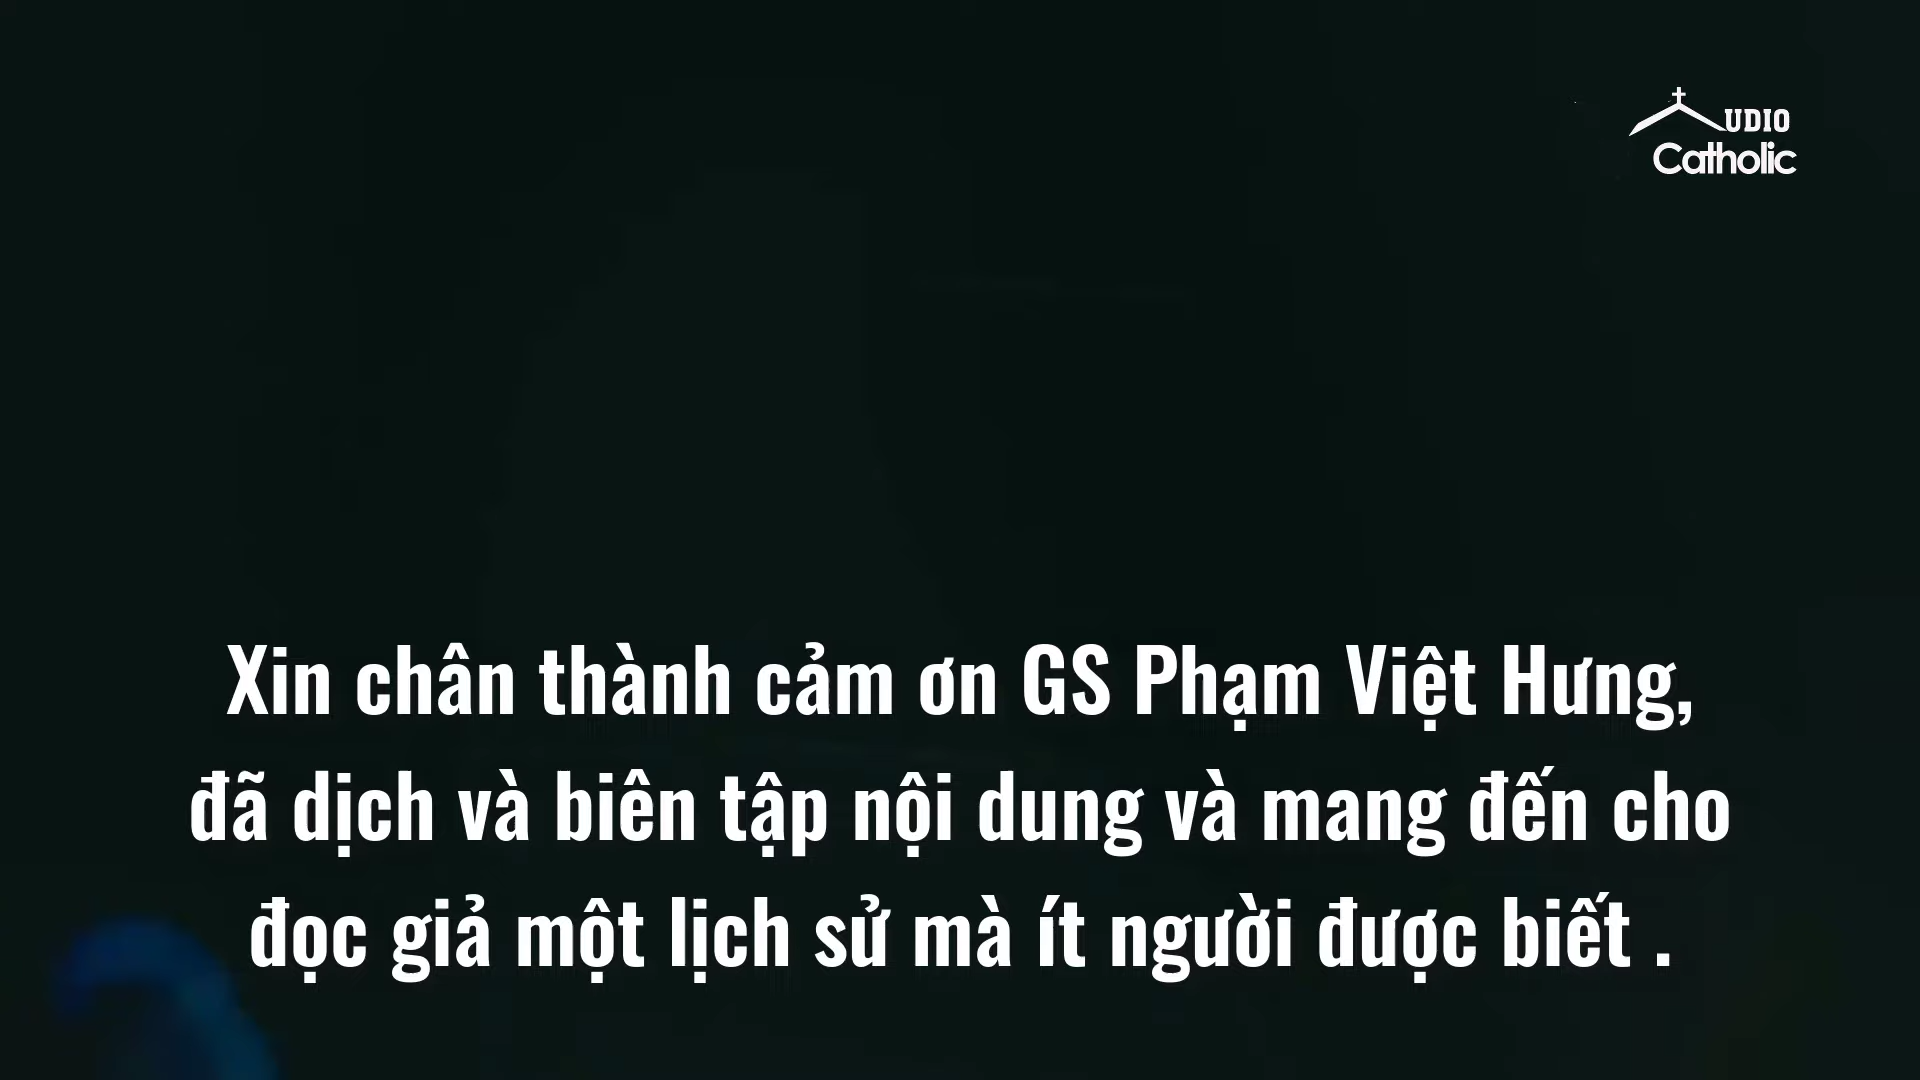 UDIO
Catholic
Xin chân thành cảm ơn GS Phạm Việt Hưng,
đã dịch và biên tập nội dung và mang đến cho
đọc giả một lịch sử mà ít người được biết .